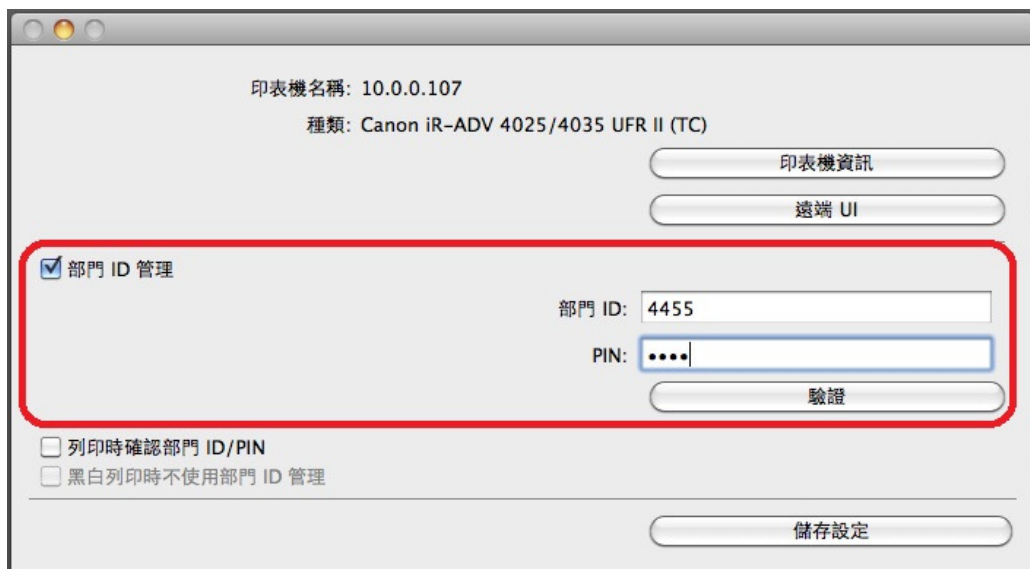 印表機名稱: 10.0.0.107
種類: Canon iR-ADV 4025/4035 UFR II (TC)
印表機資訊
遠端 UI
部門 ID 管理
部門 ID: 4455
PIN: ••••
驗證
列印時確認部門 ID/PIN
黑白列印時不使用部門 ID 管理
儲存設定